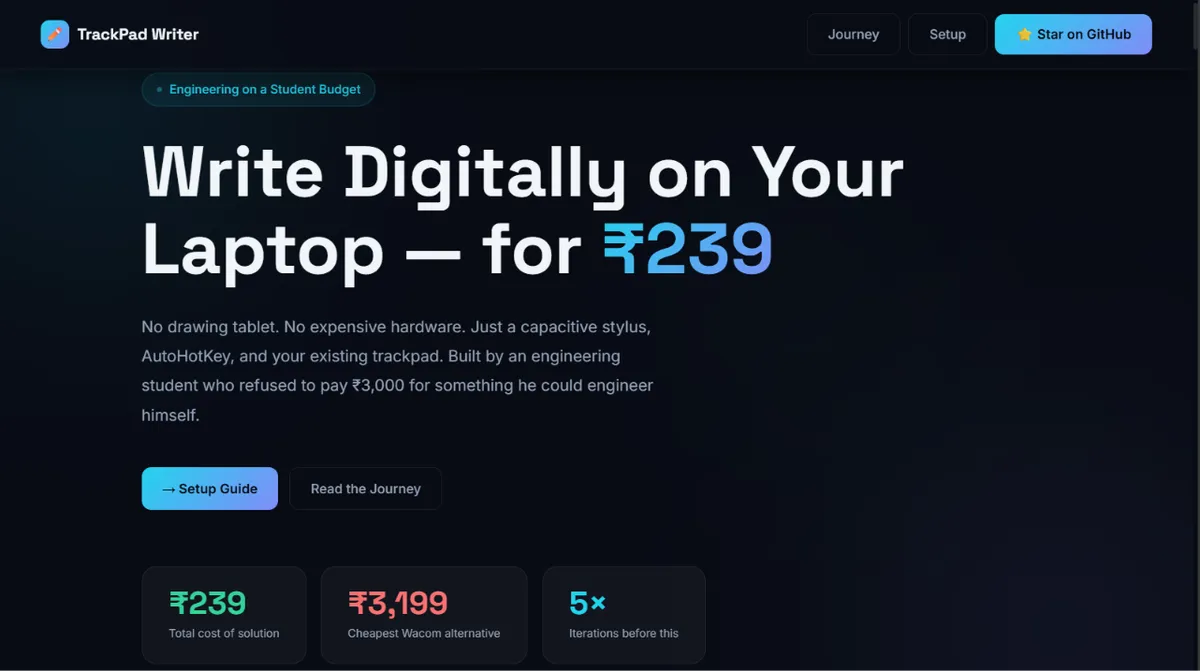 TrackPad Writer
Journey
Setup
⭐ Star on GitHub
Engineering on a Student Budget
Write Digitally on Your
Laptop — for ₹239
No drawing tablet. No expensive hardware. Just a capacitive stylus,
AutoHotKey, and your existing trackpad. Built by an engineering
student who refused to pay ₹3,000 for something he could engineer
himself.
→ Setup Guide
Read the Journey
₹239
Total cost of solution
₹3,199
Cheapest Wacom alternative
5×
Iterations before this